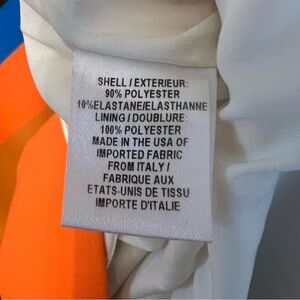 SHELL / EXTERIEUR:
90% POLYESTER
10%ELASTANE/ELASTHANNE
LINING / DOUBLURE:
100% POLYESTER
MADE IN THE USA OF
IMPORTED FABRIC
FROM ITALY /
FABRIQUE AUX
ETATS-UNIS DE TISSU
IMPORTE D'ITALIE